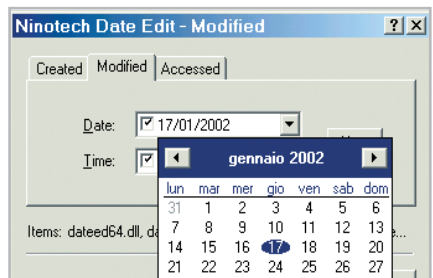 Ninotech Date Edit - Modified
Created Modified Accessed
Date: 17/01/2002
Time:
gennaio 2002
lun mar mer gio ven sab dom
31 1 2 3 4 5 6
7 8 9 10 11 12 13
14 15 16 17 18 19 20
21 22 23 24 25 26 27
Items: dateed64.dll,